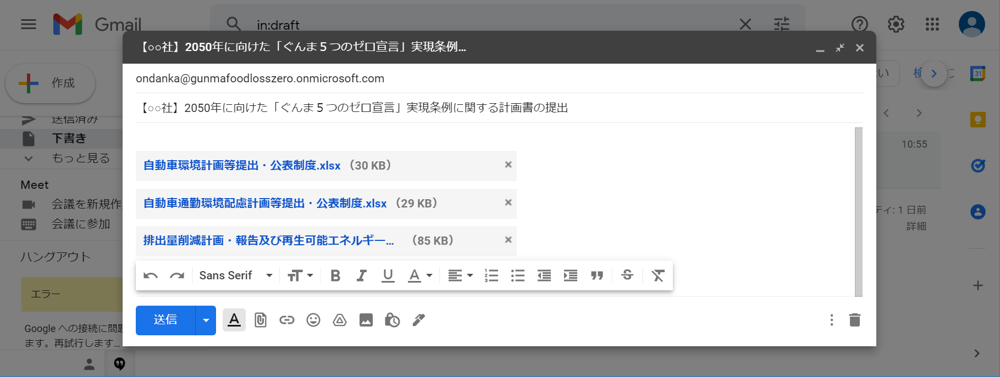 Gmail
in:draft
【○○社】2050年に向けた「ぐんま５つのゼロ宣言」実現条例...
ondanka@gunmafoodlosszero.onmicrosoft.com
【○○社】2050年に向けた「ぐんま５つのゼロ宣言」実現条例に関する計画書の提出
自動車環境計画等提出・公表制度.xlsx （30 KB）
自動車通勤環境配慮計画等提出・公表制度.xlsx （29 KB）
排出量削減計画・報告及び再生可能エネルギー... （85 KB）
Sans Serif
送信
作成
送信済み
下書き
もっと見る
Meet
会議を新規作
会議に参加
ハングアウト
エラー
Google への接続に問題
ます。再試行します...
い
検
31
10:55
ティ: 1 日前
詳細